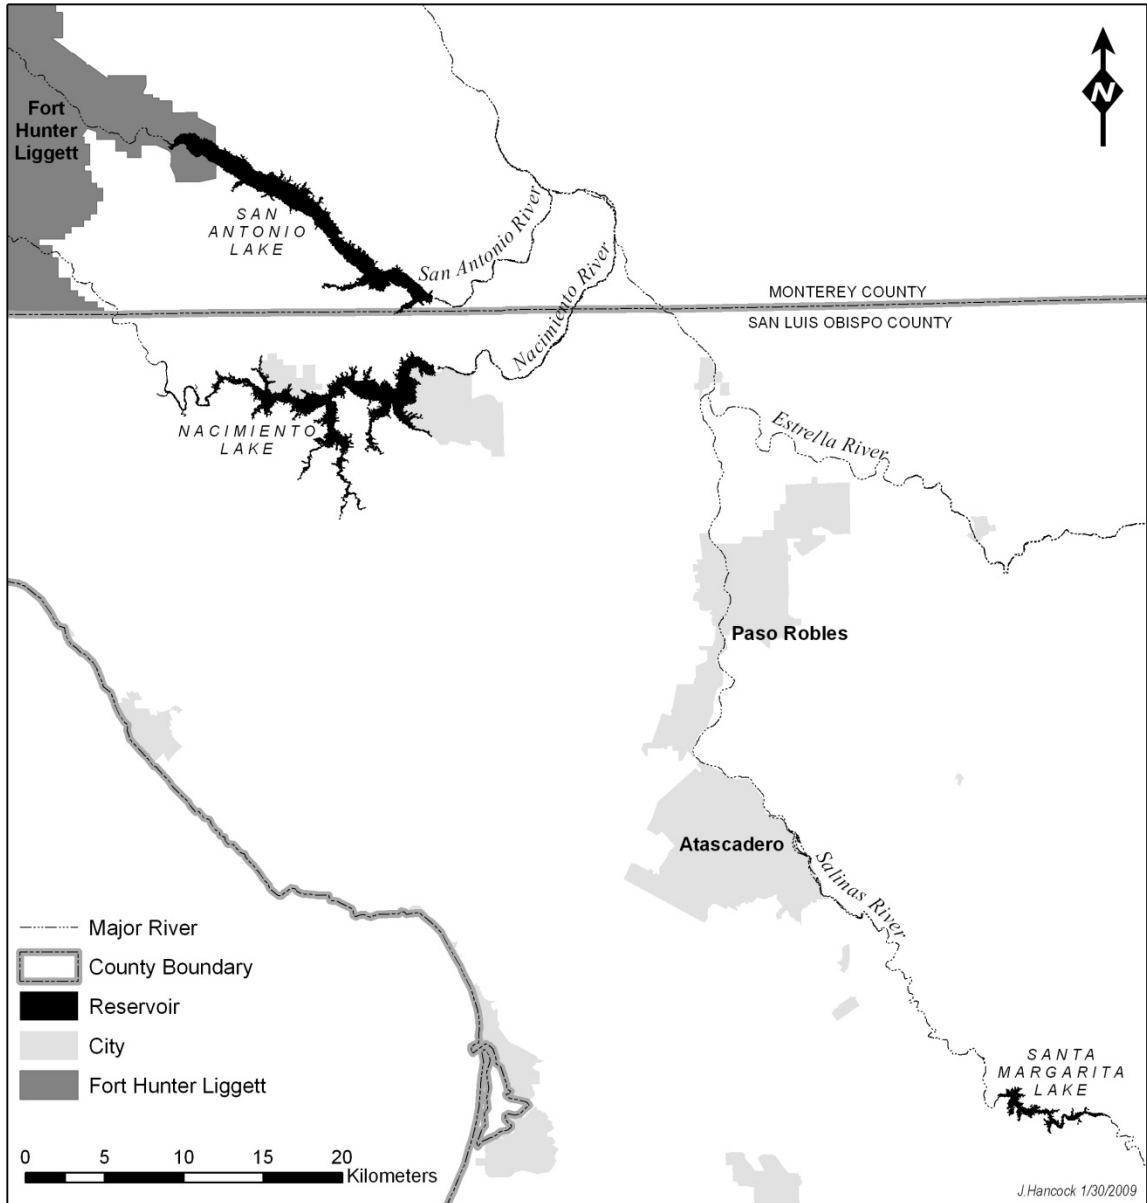 N
Fort
Hunter
Liggett
SAN
ANTONIO
LAKE
San Antonio River
Nacimiento River
MONTEREY COUNTY
SAN LUIS OBISPO COUNTY
NACIMIENTO
LAKE
Estrella River
Paso Robles
Atascadero
Salinas River
SANTA
MARGARITA
LAKE
Major River
County Boundary
Reservoir
City
Fort Hunter Liggett
0 5 10 15 20
Kilometers
J.Hancock 1/30/2009